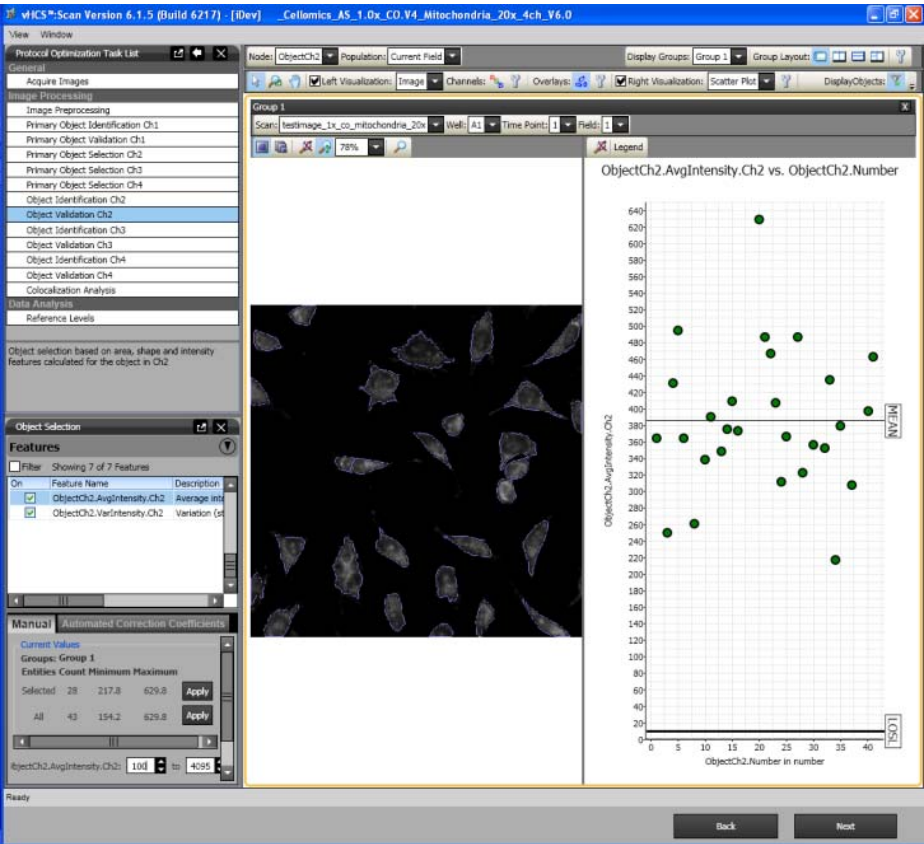 vHCS™:Scan Version 6.1.5 (Build 6217) - [iDev] _Cellomics_AS_1.0x_CO.V4_Mitochondria_20x_4ch_V6.0
View Window
Protocol Optimization Task List
General
Acquire Images
Image Processing
Image Preprocessing
Primary Object Identification Ch1
Primary Object Validation Ch1
Primary Object Selection Ch2
Primary Object Selection Ch3
Primary Object Selection Ch4
Object Identification Ch2
Object Validation Ch2
Object Identification Ch3
Object Validation Ch3
Object Identification Ch4
Object Validation Ch4
Colocalization Analysis
Data Analysis
Reference Levels
Object selection based on area, shape and intensity
features calculated for the object in Ch2
Object Selection
Features
Filter Showing 7 of 7 Features
On Feature Name Description
ObjectCh2.AvgIntensity.Ch2 Average inte
ObjectCh2.VarIntensity.Ch2 Variation (st
Manual Automated Correction Coefficients
Current Values
Groups: Group 1
Entities Count Minimum Maximum
Selected 28 217.8 629.8 Apply
All 43 154.2 629.8 Apply
bjectCh2.AvgIntensity.Ch2: 100 to 4095
Node: ObjectCh2 Population: Current Field Display Groups: Group 1 Group Layout:
Left Visualization: Image Channels: Overlays: Right Visualization: Scatter Plot DisplayObjects:
Group 1 X
Scan: testimage_1x_co_mitochondria_20x Well: A1 Time Point: 1 Field: 1
78% Legend
ObjectCh2.AvgIntensity.Ch2 vs. ObjectCh2.Number
ObjectCh2.AvgIntensity.Ch2
640
620
600
580
560
540
520
500
480
460
440
420
400
380
360
340
320
300
280
260
240
220
200
180
160
140
120
100
80
60
40
20
0
MEAN
LOSL
0 5 10 15 20 25 30 35 40
ObjectCh2.Number in number
Ready
Back Next